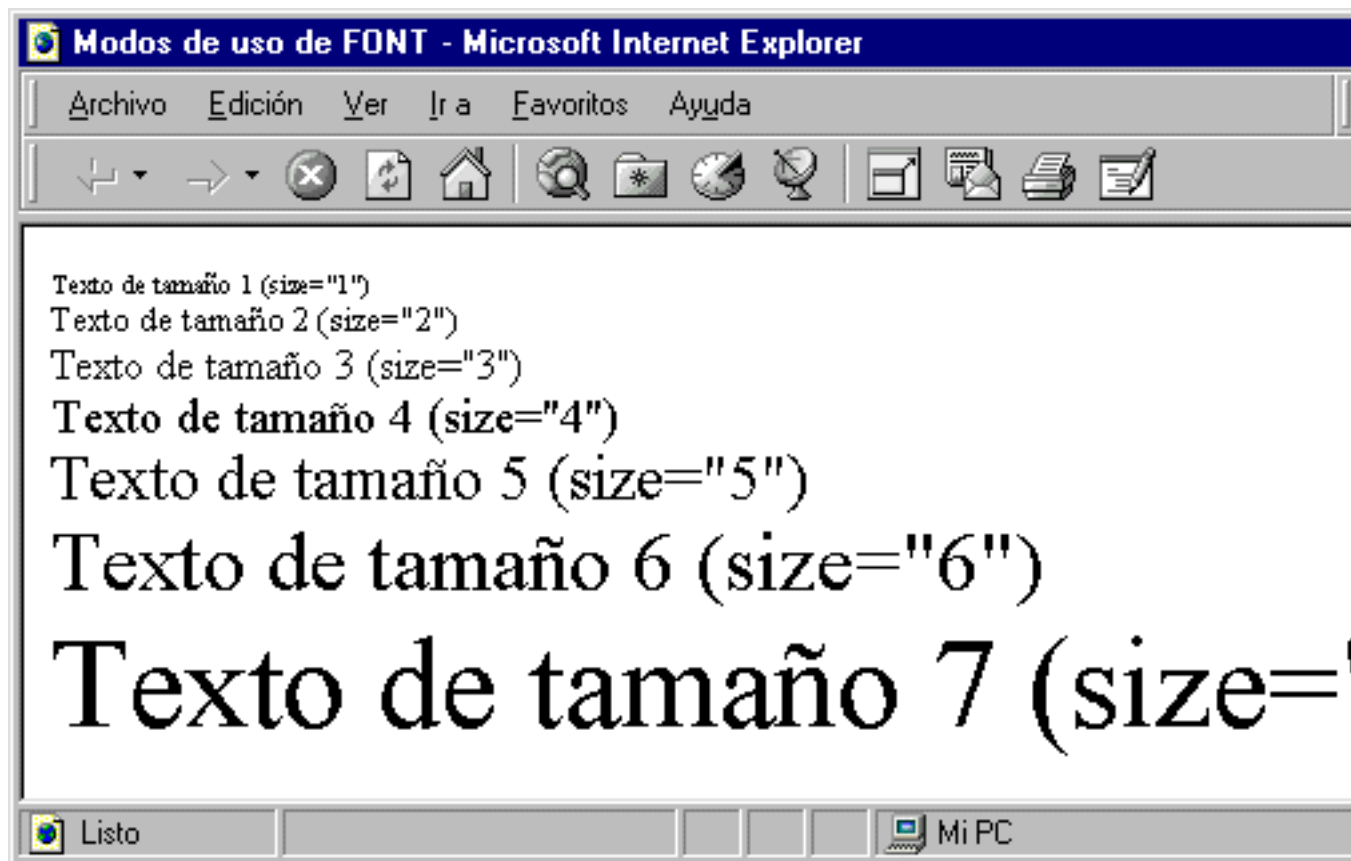 Modos de uso de FONT - Microsoft Internet Explorer
Archivo Edición Ver Ir a Favoritos Ayuda
Texto de tamaño 1 (size="1")
Texto de tamaño 2 (size="2")
Texto de tamaño 3 (size="3")
Texto de tamaño 4 (size="4")
Texto de tamaño 5 (size="5")
Texto de tamaño 6 (size="6")
Texto de tamaño 7 (size="
Listo Mi PC